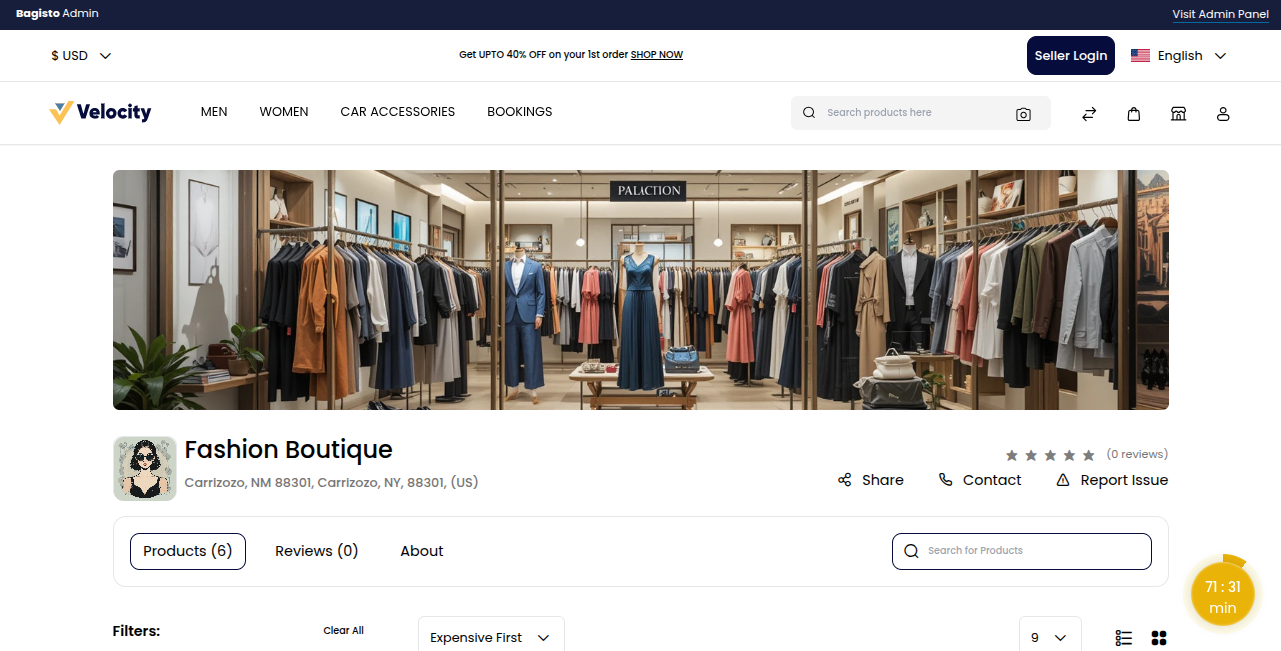 Bagisto Admin
Visit Admin Panel
$ USD
Get UPTO 40% OFF on your 1st order SHOP NOW
Seller Login
English
Velocity
MEN
WOMEN
CAR ACCESSORIES
BOOKINGS
Search products here
PALACTION
Fashion Boutique
Carrizozo, NM 88301, Carrizozo, NY, 88301, (US)
(0 reviews)
Share
Contact
Report Issue
Products (6)
Reviews (0)
About
Search for Products
71 : 31
min
Filters:
Clear All
Expensive First
9